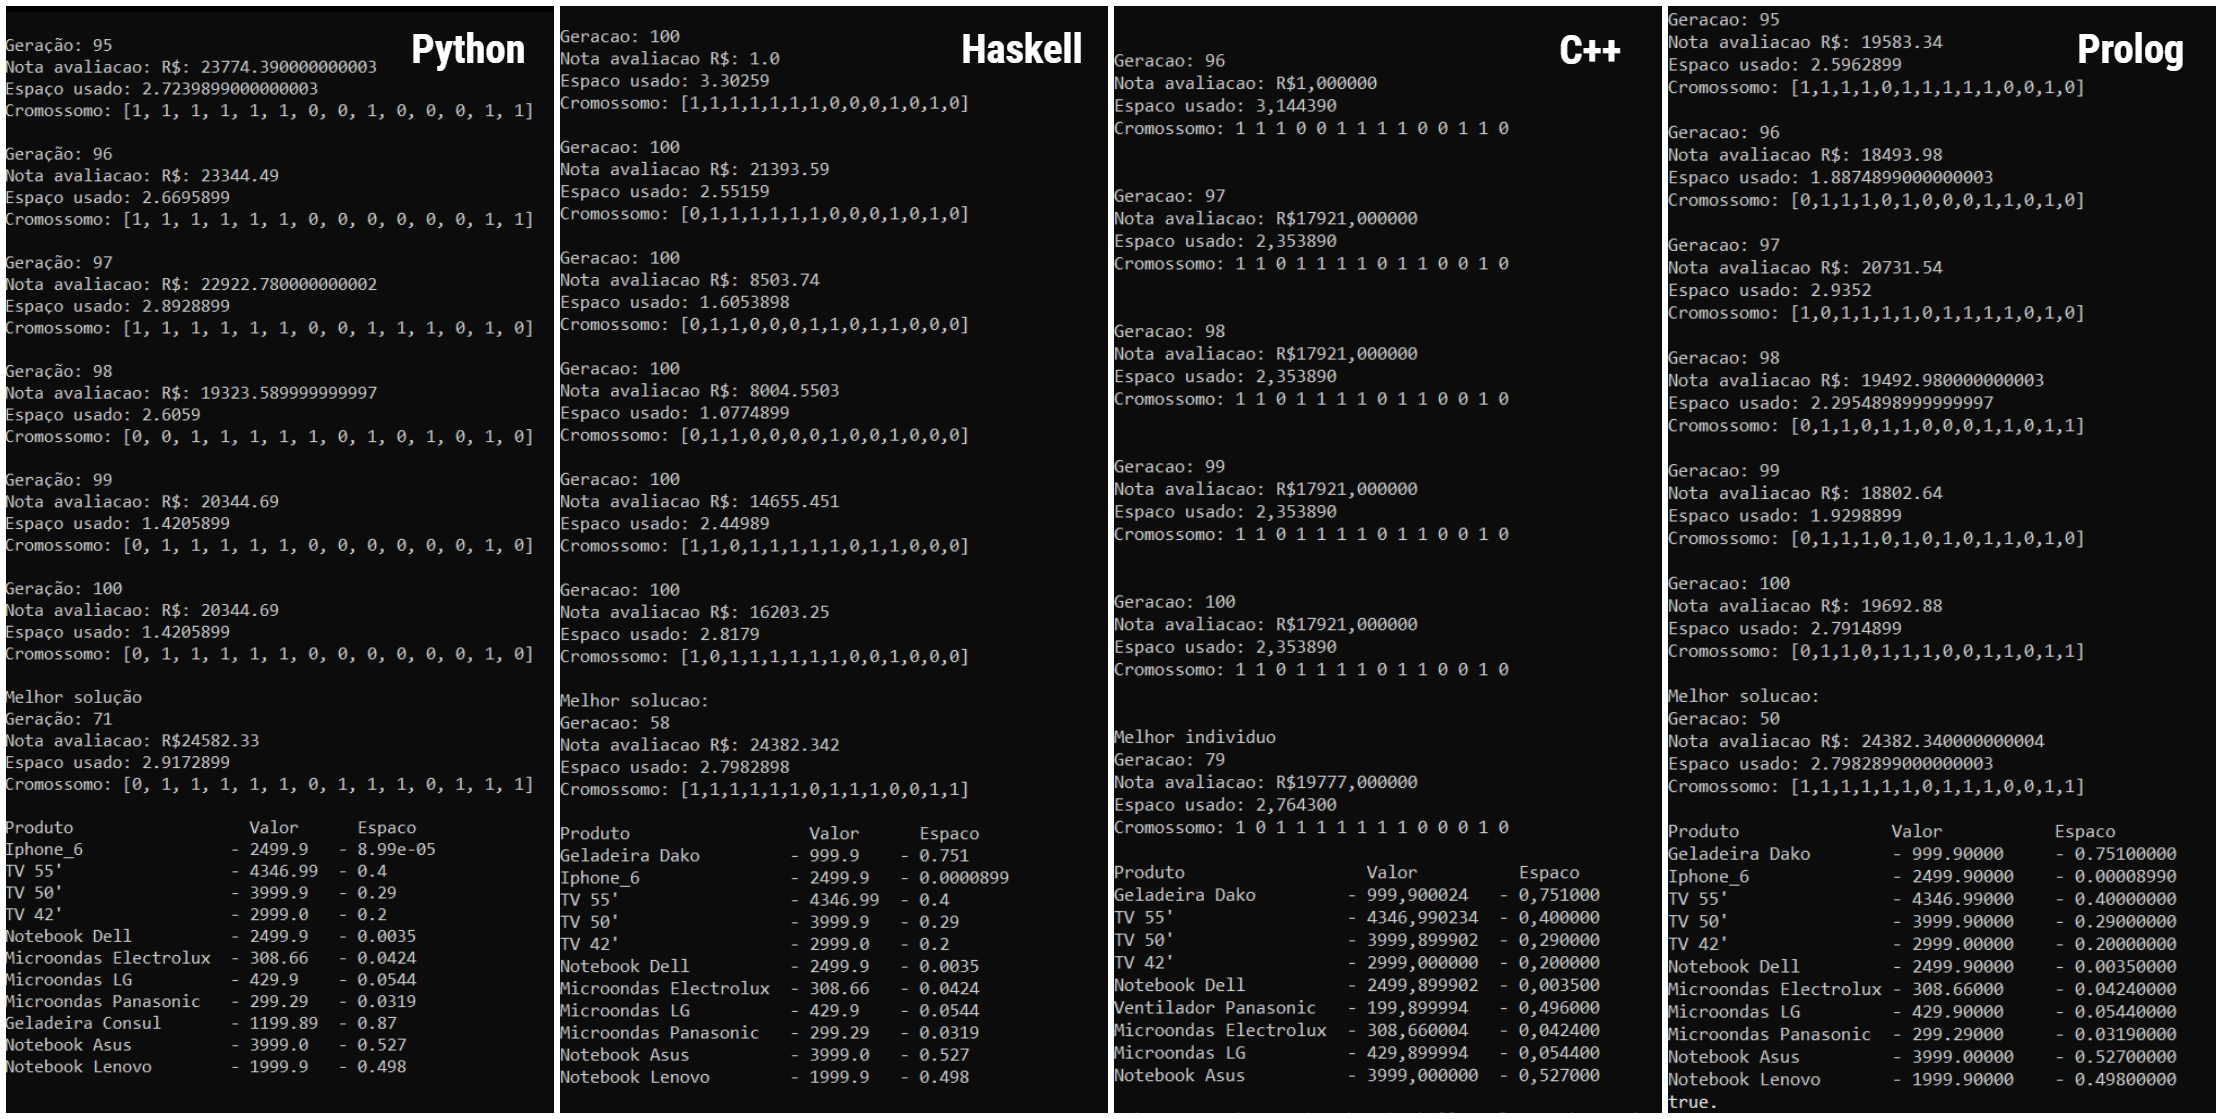 Python
Geração: 95
Nota avaliacao: R$: 23774.390000000003
Espaço usado: 2.7239899000000003
Cromossomo: [1, 1, 1, 1, 1, 1, 0, 0, 1, 0, 0, 0, 1, 1]
Geração: 96
Nota avaliacao: R$: 23344.49
Espaço usado: 2.6695899
Cromossomo: [1, 1, 1, 1, 1, 1, 0, 0, 0, 0, 0, 0, 1, 1]
Geração: 97
Nota avaliacao: R$: 22922.780000000002
Espaço usado: 2.8928899
Cromossomo: [1, 1, 1, 1, 1, 1, 0, 0, 1, 1, 1, 0, 1, 0]
Geração: 98
Nota avaliacao: R$: 19323.589999999997
Espaço usado: 2.6059
Cromossomo: [0, 0, 1, 1, 1, 1, 1, 0, 1, 0, 1, 0, 1, 0]
Geração: 99
Nota avaliacao: R$: 20344.69
Espaço usado: 1.4205899
Cromossomo: [0, 1, 1, 1, 1, 1, 0, 0, 0, 0, 0, 0, 1, 0]
Geração: 100
Nota avaliacao: R$: 20344.69
Espaço usado: 1.4205899
Cromossomo: [0, 1, 1, 1, 1, 1, 0, 0, 0, 0, 0, 0, 1, 0]
Melhor solução
Geração: 71
Nota avaliacao: R$24582.33
Espaço usado: 2.9172899
Cromossomo: [0, 1, 1, 1, 1, 1, 0, 1, 1, 1, 0, 1, 1, 1]
Produto Valor Espaco
Iphone_6 - 2499.9 - 8.99e-05
TV 55' - 4346.99 - 0.4
TV 50' - 3999.9 - 0.29
TV 42' - 2999.0 - 0.2
Notebook Dell - 2499.9 - 0.0035
Microondas Electrolux - 308.66 - 0.0424
Microondas LG - 429.9 - 0.0544
Microondas Panasonic - 299.29 - 0.0319
Geladeira Consul - 1199.89 - 0.87
Notebook Asus - 3999.0 - 0.527
Notebook Lenovo - 1999.9 - 0.498
Haskell
Geracao: 100
Nota avaliacao R$: 1.0
Espaco usado: 3.30259
Cromossomo: [1,1,1,1,1,1,1,0,0,0,1,0,1,0]
Geracao: 100
Nota avaliacao R$: 21393.59
Espaco usado: 2.55159
Cromossomo: [0,1,1,1,1,1,1,0,0,0,1,0,1,0]
Geracao: 100
Nota avaliacao R$: 8503.74
Espaco usado: 1.6053898
Cromossomo: [0,1,1,0,0,0,1,1,0,1,1,0,0,0]
Geracao: 100
Nota avaliacao R$: 8004.5503
Espaco usado: 1.0774899
Cromossomo: [0,1,1,0,0,0,0,1,0,0,1,0,0,0]
Geracao: 100
Nota avaliacao R$: 14655.451
Espaco usado: 2.44989
Cromossomo: [1,1,0,1,1,1,1,1,0,1,1,0,0,0]
Geracao: 100
Nota avaliacao R$: 16203.25
Espaco usado: 2.8179
Cromossomo: [1,0,1,1,1,1,1,1,0,0,1,0,0,0]
Melhor solucao:
Geracao: 58
Nota avaliacao R$: 24382.342
Espaco usado: 2.7982898
Cromossomo: [1,1,1,1,1,1,0,1,1,1,0,0,1,1]
Produto Valor Espaco
Geladeira Dako - 999.9 - 0.751
Iphone_6 - 2499.9 - 0.0000899
TV 55' - 4346.99 - 0.4
TV 50' - 3999.9 - 0.29
TV 42' - 2999.0 - 0.2
Notebook Dell - 2499.9 - 0.0035
Microondas Electrolux - 308.66 - 0.0424
Microondas LG - 429.9 - 0.0544
Microondas Panasonic - 299.29 - 0.0319
Notebook Asus - 3999.0 - 0.527
Notebook Lenovo - 1999.9 - 0.498
C++
Geracao: 96
Nota avaliacao: R$1,000000
Espaco usado: 3,144390
Cromossomo: 1 1 1 0 0 1 1 1 1 0 0 1 1 0
Geracao: 97
Nota avaliacao: R$17921,000000
Espaco usado: 2,353890
Cromossomo: 1 1 0 1 1 1 1 0 1 1 0 0 1 0
Geracao: 98
Nota avaliacao: R$17921,000000
Espaco usado: 2,353890
Cromossomo: 1 1 0 1 1 1 1 0 1 1 0 0 1 0
Geracao: 99
Nota avaliacao: R$17921,000000
Espaco usado: 2,353890
Cromossomo: 1 1 0 1 1 1 1 0 1 1 0 0 1 0
Geracao: 100
Nota avaliacao: R$17921,000000
Espaco usado: 2,353890
Cromossomo: 1 1 0 1 1 1 1 0 1 1 0 0 1 0
Melhor individuo
Geracao: 79
Nota avaliacao: R$19777,000000
Espaco usado: 2,764300
Cromossomo: 1 0 1 1 1 1 1 1 1 0 0 0 1 0
Produto Valor Espaco
Geladeira Dako - 999,900024 - 0,751000
TV 55' - 4346,990234 - 0,400000
TV 50' - 3999,899902 - 0,290000
TV 42' - 2999,000000 - 0,200000
Notebook Dell - 2499,899902 - 0,003500
Ventilador Panasonic - 199,899994 - 0,496000
Microondas Electrolux - 308,660004 - 0,042400
Microondas LG - 429,899994 - 0,054400
Notebook Asus - 3999,000000 - 0,527000
Prolog
Geracao: 95
Nota avaliacao R$: 19583.34
Espaco usado: 2.5962899
Cromossomo: [1,1,1,1,0,1,1,1,1,1,0,0,1,0]
Geracao: 96
Nota avaliacao R$: 18493.98
Espaco usado: 1.8874899000000003
Cromossomo: [0,1,1,1,0,1,0,0,0,1,1,0,1,0]
Geracao: 97
Nota avaliacao R$: 20731.54
Espaco usado: 2.9352
Cromossomo: [1,0,1,1,1,1,0,1,1,1,1,0,1,0]
Geracao: 98
Nota avaliacao R$: 19492.980000000003
Espaco usado: 2.2954898999999997
Cromossomo: [0,1,1,0,1,1,0,0,0,1,1,0,1,1]
Geracao: 99
Nota avaliacao R$: 18802.64
Espaco usado: 1.9298899
Cromossomo: [0,1,1,1,0,1,0,1,0,1,1,0,1,0]
Geracao: 100
Nota avaliacao R$: 19692.88
Espaco usado: 2.7914899
Cromossomo: [0,1,1,0,1,1,1,0,0,1,1,0,1,1]
Melhor solucao:
Geracao: 50
Nota avaliacao R$: 24382.340000000004
Espaco usado: 2.7982899000000003
Cromossomo: [1,1,1,1,1,1,0,1,1,1,0,0,1,1]
Produto Valor Espaco
Geladeira Dako - 999.90000 - 0.75100000
Iphone_6 - 2499.90000 - 0.00008990
TV 55' - 4346.99000 - 0.40000000
TV 50' - 3999.90000 - 0.29000000
TV 42' - 2999.00000 - 0.20000000
Notebook Dell - 2499.90000 - 0.00350000
Microondas Electrolux - 308.66000 - 0.04240000
Microondas LG - 429.90000 - 0.05440000
Microondas Panasonic - 299.29000 - 0.03190000
Notebook Asus - 3999.00000 - 0.52700000
Notebook Lenovo - 1999.90000 - 0.49800000
true.